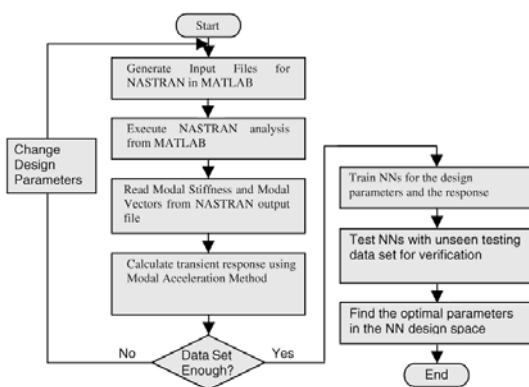 Start
Generate Input Files for
NASTRAN in MATLAB
Execute NASTRAN analysis
from MATLAB
Read Modal Stiffness and Modal
Vectors from NASTRAN output
file
Calculate transient response using
Modal Acceleration Method
Data Set
Enough?
No
Yes
Change
Design
Parameters
Train NNs for the design
parameters and the response
Test NNs with unseen testing
data set for verification
Find the optimal parameters
in the NN design space
End